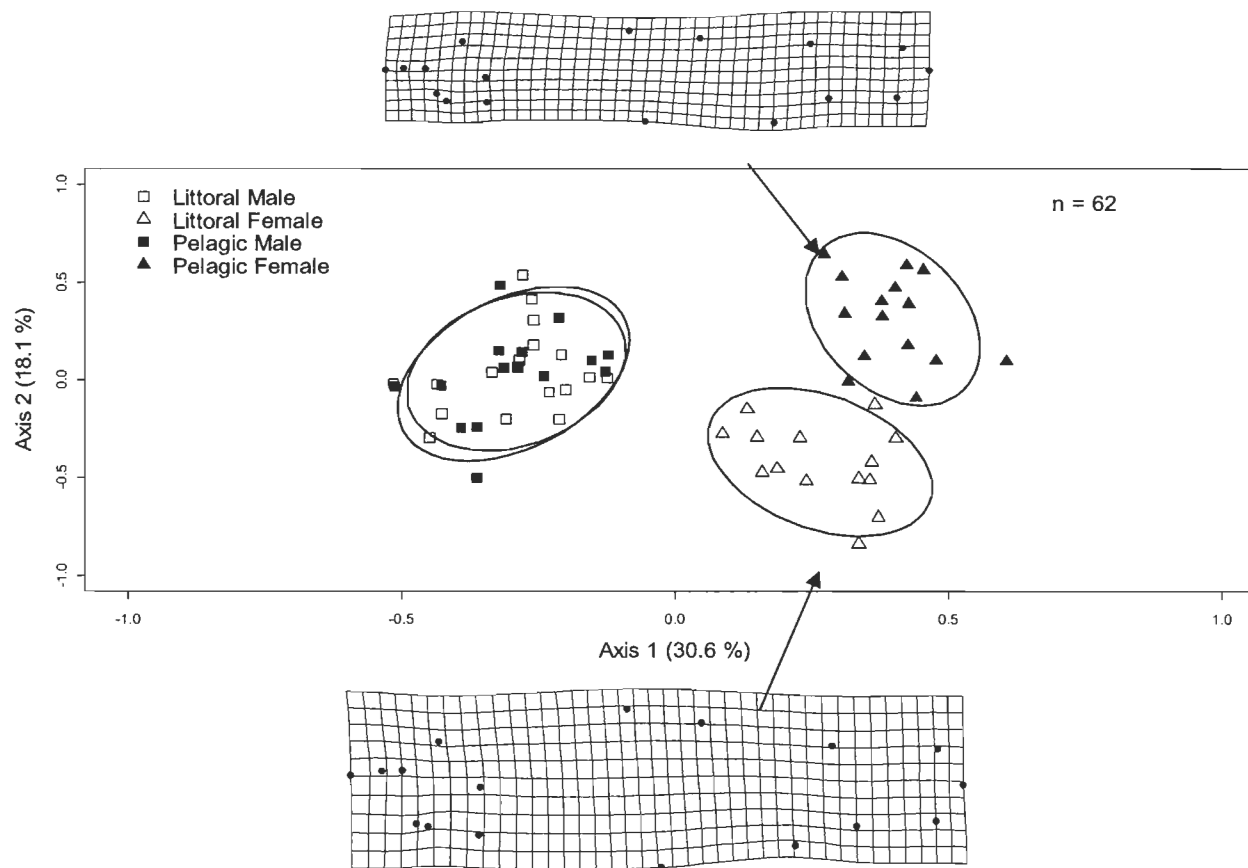 Littoral Male
Littoral Female
Pelagic Male
Pelagic Female
n = 62
1.0
0.5
0.0
-0.5
-1.0
Axis 2 (18.1 %)
-1.0
-0.5
0.0
0.5
1.0
Axis 1 (30.6 %)